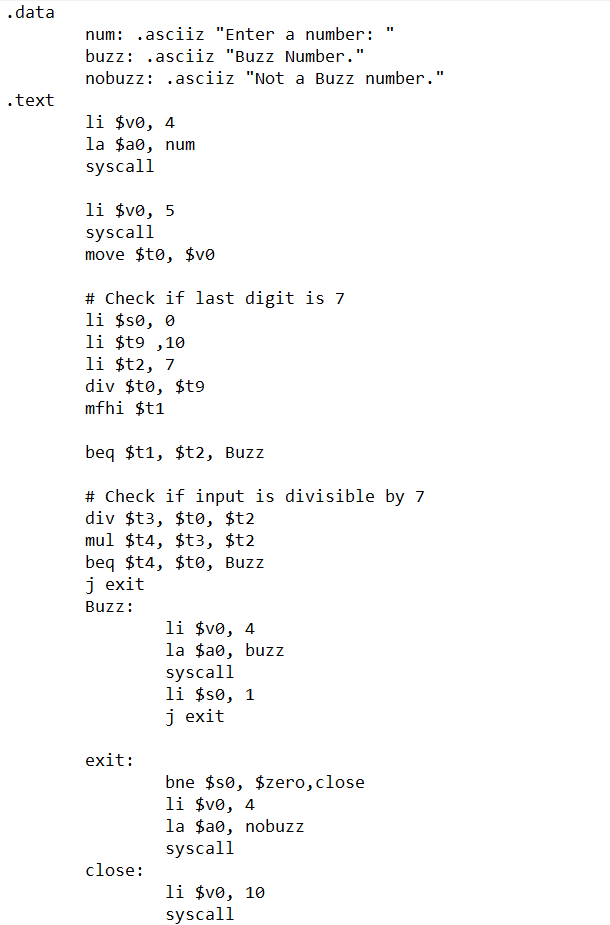 .data
num: .asciiz "Enter a number: "
buzz: .asciiz "Buzz Number."
nobuzz: .asciiz "Not a Buzz number."
.text
li $v0, 4
la $a0, num
syscall
li $v0, 5
syscall
move $t0, $v0
# Check if last digit is 7
li $s0, 0
li $t9 ,10
li $t2, 7
div $t0, $t9
mfhi $t1
beq $t1, $t2, Buzz
# Check if input is divisible by 7
div $t3, $t0, $t2
mul $t4, $t3, $t2
beq $t4, $t0, Buzz
j exit
Buzz:
li $v0, 4
la $a0, buzz
syscall
li $s0, 1
j exit
exit:
bne $s0, $zero,close
li $v0, 4
la $a0, nobuzz
syscall
close:
li $v0, 10
syscall